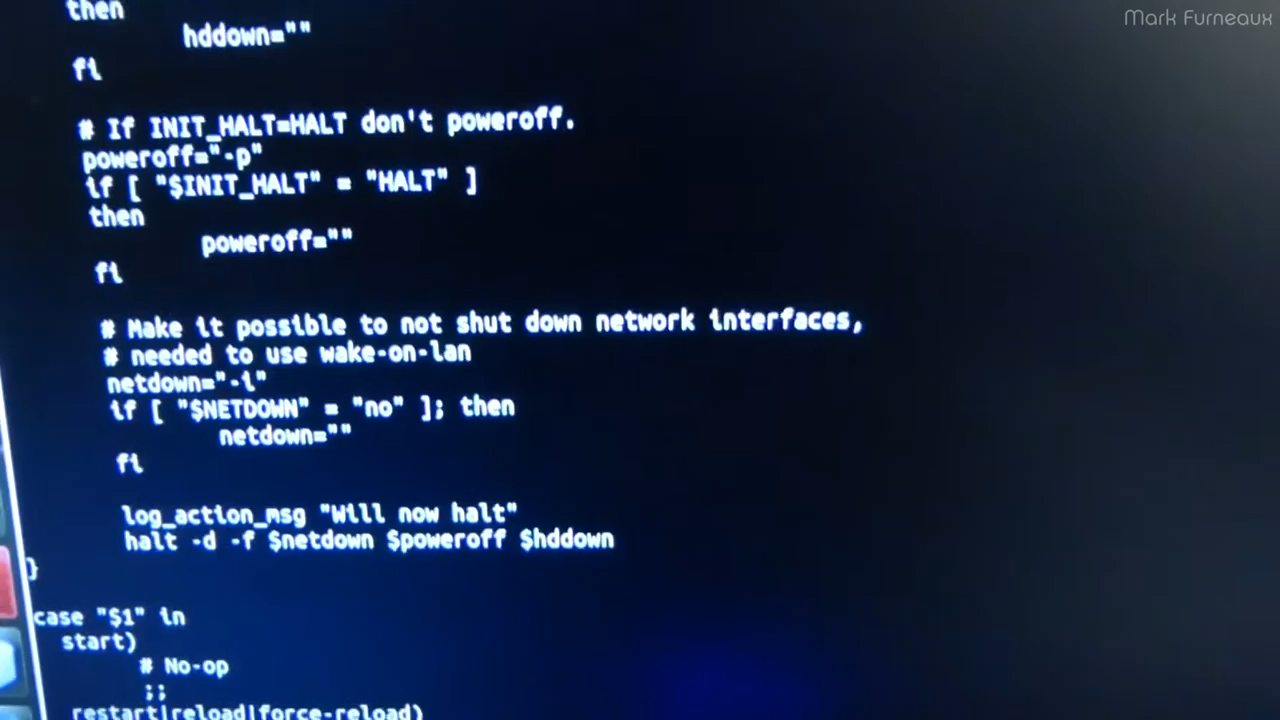 Mark Furneaux
then
hddown=""
fi
# If INIT_HALT=HALT don't poweroff.
poweroff="-p"
if [ "$INIT_HALT" = "HALT" ]
then
poweroff=""
fi
# Make it possible to not shut down network interfaces,
# needed to use wake-on-lan
netdown="-i"
if [ "$NETDOWN" = "no" ]; then
netdown=""
fi
log_action_msg "Will now halt"
halt -d -f $netdown $poweroff $hddown
}
case "$1" in
start)
# No-op
;;
restart|reload|force-reload)